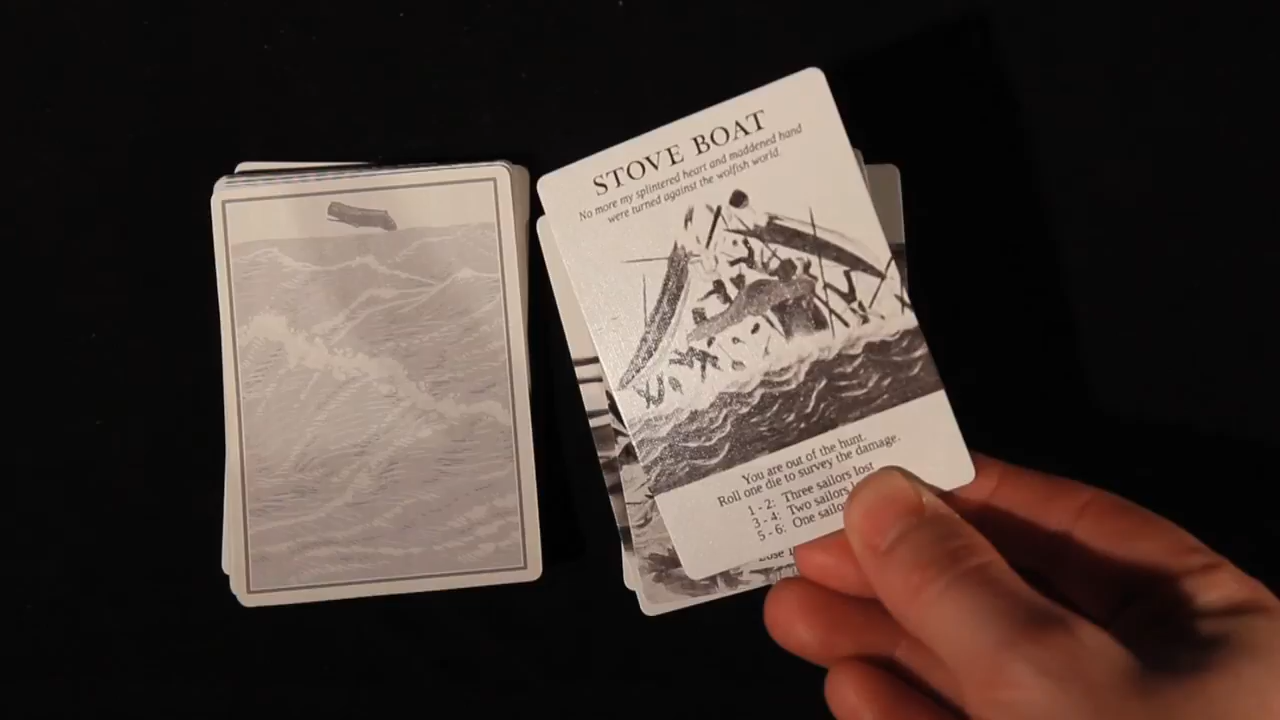 STOVE BOAT
No more my splintered heart and maddened hand
were turned against the wolfish world.
You are out of the hunt.
Roll one die to survey the damage.
1 - 2: Three sailors lost
3 - 4: Two sailors
5 - 6: One